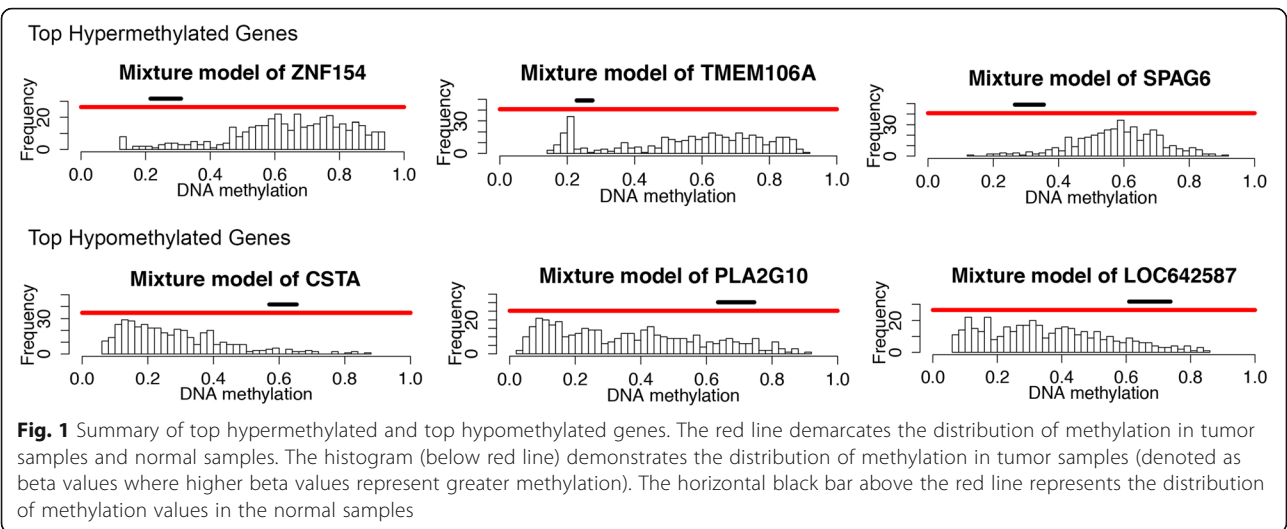 Top Hypermethylated Genes
Mixture model of ZNF154
Frequency
0 20
0.0 0.2 0.4 0.6 0.8 1.0
DNA methylation
Mixture model of TMEM106A
Frequency
0 30
0.0 0.2 0.4 0.6 0.8 1.0
DNA methylation
Mixture model of SPAG6
Frequency
0 30
0.0 0.2 0.4 0.6 0.8 1.0
DNA methylation
Top Hypomethylated Genes
Mixture model of CSTA
Frequency
0 30
0.0 0.2 0.4 0.6 0.8 1.0
DNA methylation
Mixture model of PLA2G10
Frequency
0 20
0.0 0.2 0.4 0.6 0.8 1.0
DNA methylation
Mixture model of LOC642587
Frequency
0 20
0.0 0.2 0.4 0.6 0.8 1.0
DNA methylation
Fig. 1 Summary of top hypermethylated and top hypomethylated genes. The red line demarcates the distribution of methylation in tumor
samples and normal samples. The histogram (below red line) demonstrates the distribution of methylation in tumor samples (denoted as
beta values where higher beta values represent greater methylation). The horizontal black bar above the red line represents the distribution
of methylation values in the normal samples